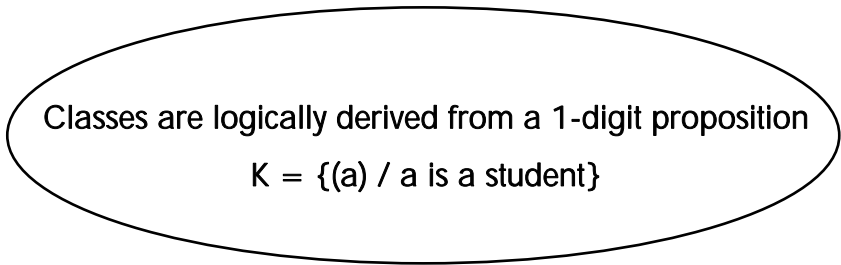 Classes are logically derived from a 1-digit proposition
K = {(a) / a is a student}